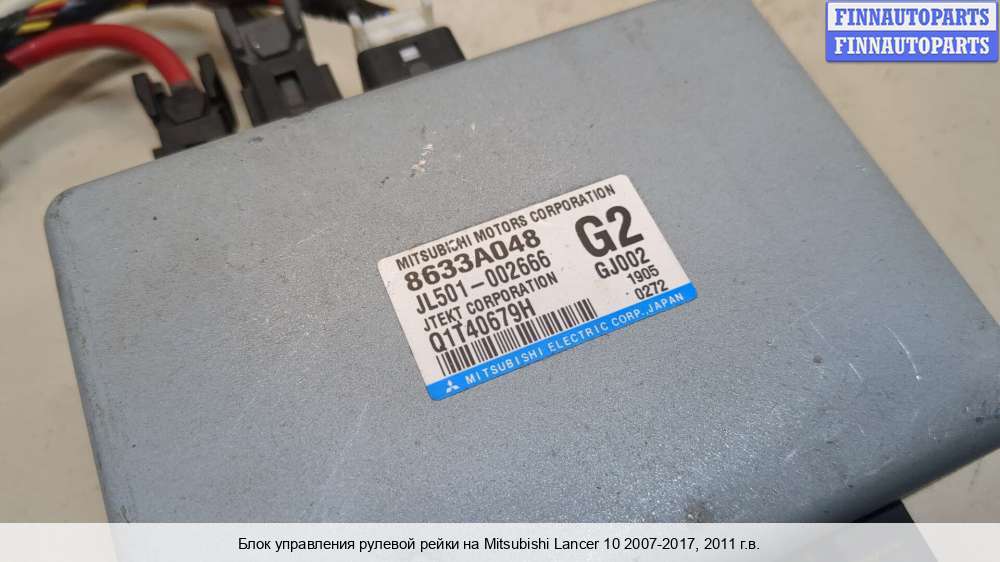 FINNAUTOPARTS
FINNAUTOPARTS
MITSUBISHI MOTORS CORPORATION
8633A048
G2
JL501-002666
GJ002
JTEKT CORPORATION
1905
Q1T40679H
0272
MITSUBISHI ELECTRIC CORP., JAPAN
Блок управления рулевой рейки на Mitsubishi Lancer 10 2007-2017, 2011 г.в.